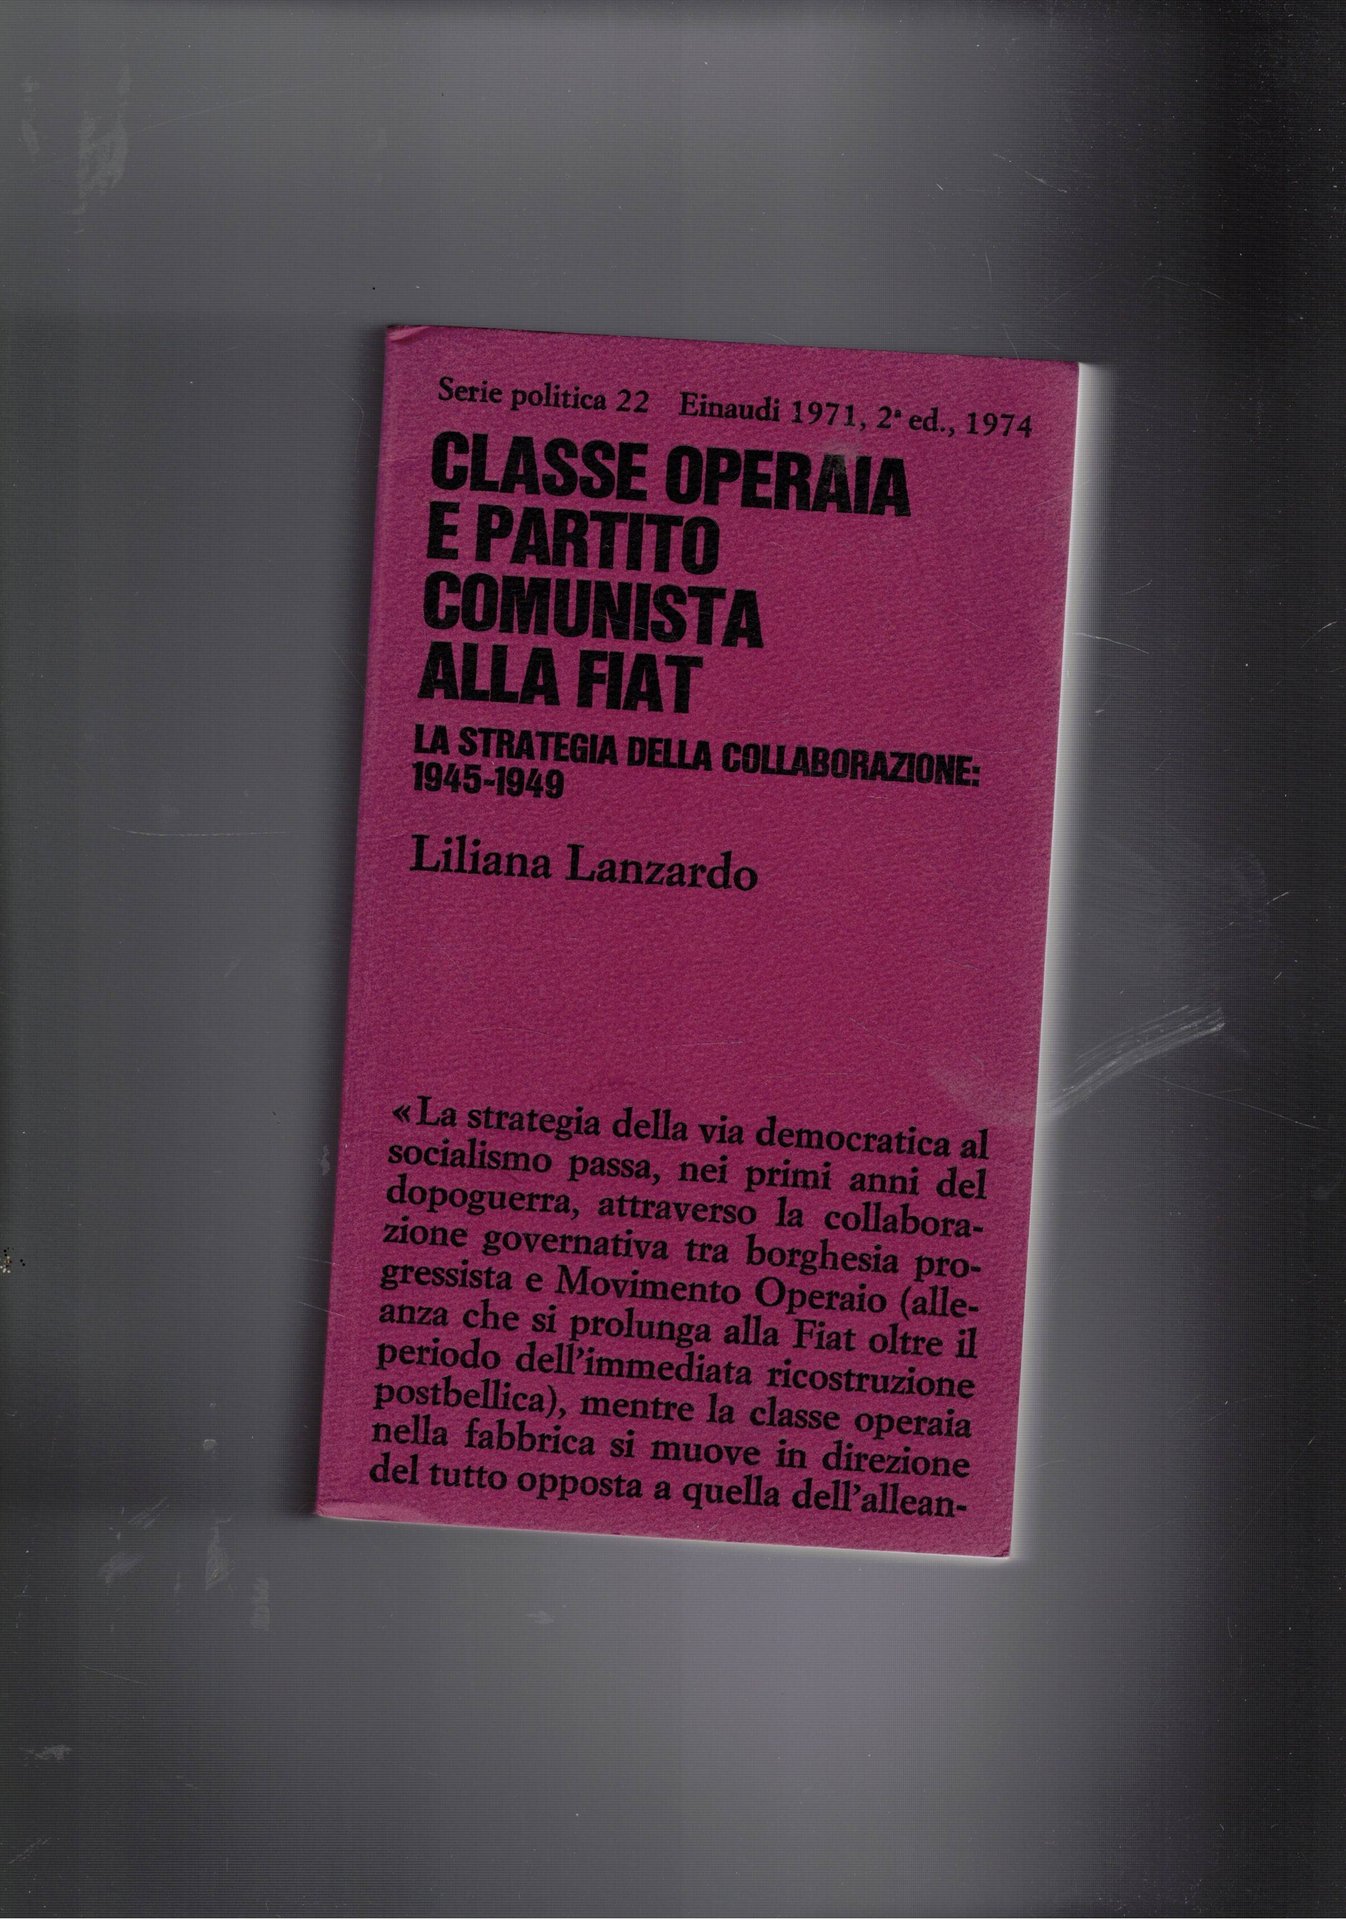 Serie politica 22 Einaudi 1971, 2ª ed., 1974
CLASSE OPERAIA
E PARTITO
COMUNISTA
ALLA FIAT
LA STRATEGIA DELLA COLLABORAZIONE:
1945-1949
Liliana Lanzardo
«La strategia della via democratica al
socialismo passa, nei primi anni del
dopoguerra, attraverso la collabora-
zione governativa tra borghesia pro-
gressista e Movimento Operaio (alle-
anza che si prolunga alla Fiat oltre il
periodo dell'immediata ricostruzione
postbellica), mentre la classe operaia
nella fabbrica si muove in direzione
del tutto opposta a quella dell'allean-